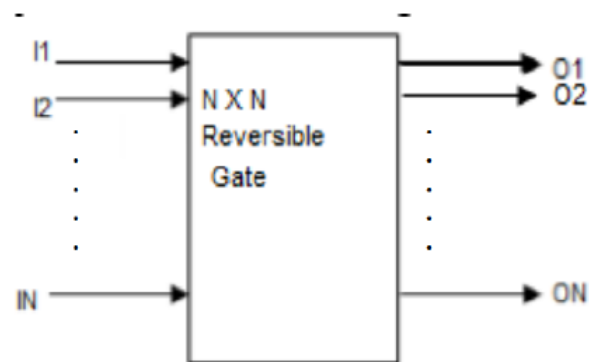 I1
O1
I2
N X N
O2
Reversible
Gate
IN
ON